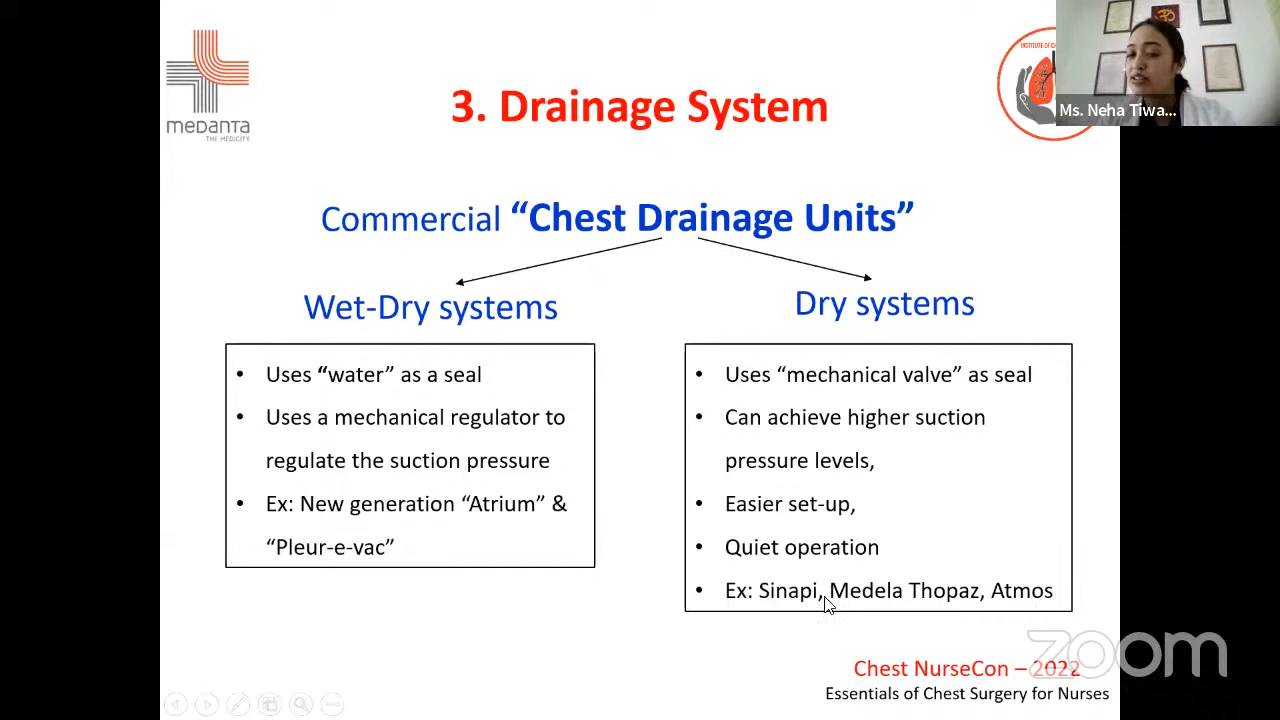 medanta
THE MEDICITY
3. Drainage System
INSTITUTE OF
Ms. Neha Tiwa...
Commercial “Chest Drainage Units”
Wet-Dry systems
• Uses “water” as a seal
• Uses a mechanical regulator to
regulate the suction pressure
• Ex: New generation “Atrium” &
“Pleur-e-vac”
Dry systems
• Uses “mechanical valve” as seal
• Can achieve higher suction
pressure levels,
• Easier set-up,
• Quiet operation
• Ex: Sinapi, Medela Thopaz, Atmos
zoom
Chest NurseCon – 2022
Essentials of Chest Surgery for Nurses